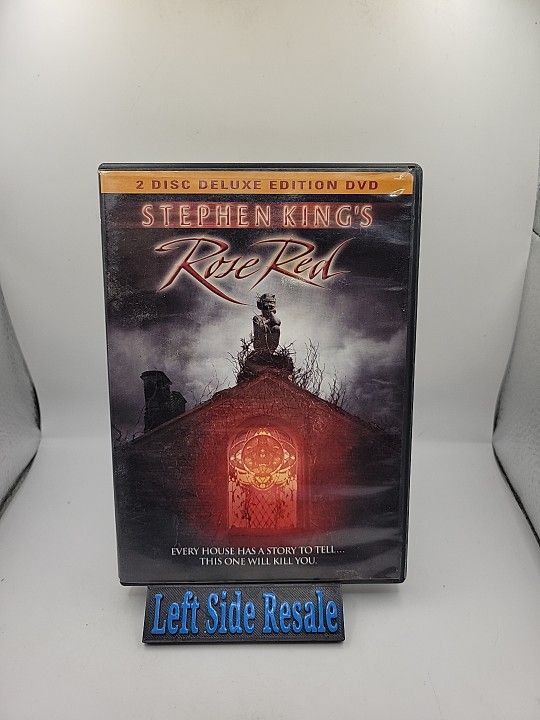 2 DISC DELUXE EDITION DVD
STEPHEN KING'S
Rose Red
EVERY HOUSE HAS A STORY TO TELL...
THIS ONE WILL KILL YOU.
Left Side Resale